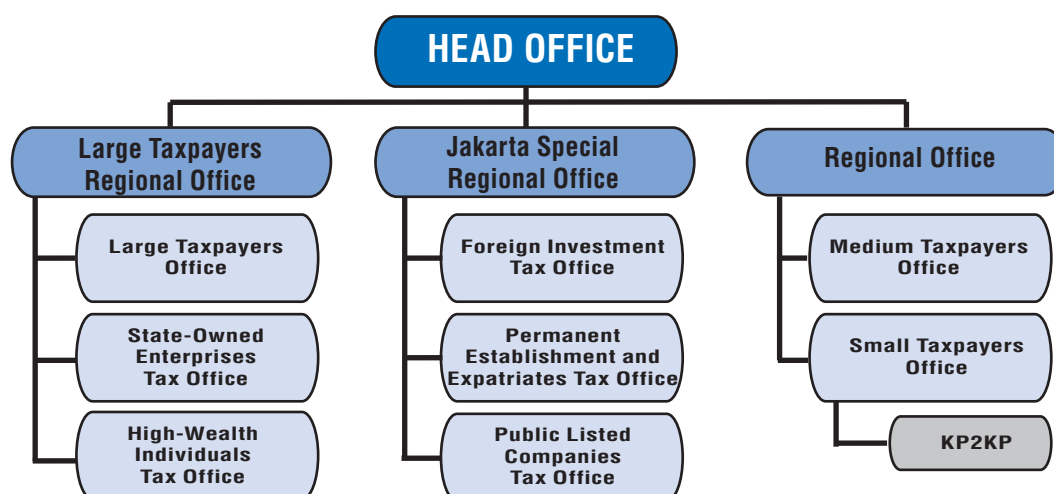 HEAD OFFICE
Large Taxpayers
Regional Office
Large Taxpayers
Office
State-Owned
Enterprises
Tax Office
High-Wealth
Individuals
Tax Office
Jakarta Special
Regional Office
Foreign Investment
Tax Office
Permanent
Establishment and
Expatriates Tax Office
Public Listed
Companies
Tax Office
Regional Office
Medium Taxpayers
Office
Small Taxpayers
Office
KP2KP